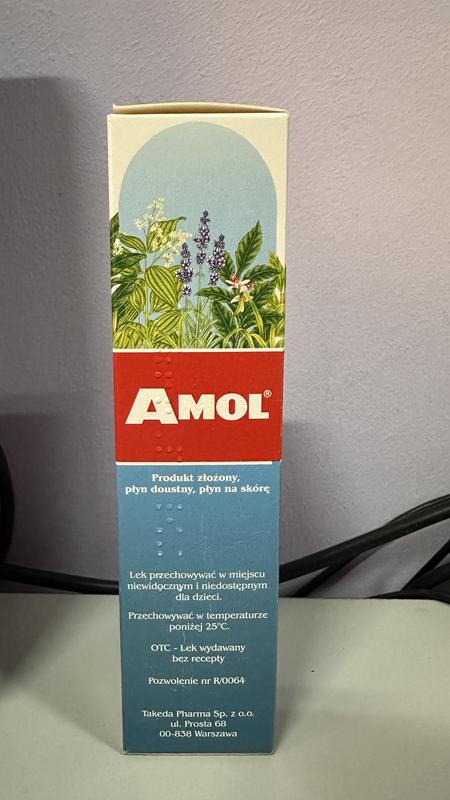 AMOL®
Produkt złożony,
płyn doustny, płyn na skórę
Lek przechowywać w miejscu
niewidocznym i niedostępnym
dla dzieci.
Przechowywać w temperaturze
poniżej 25°C.
OTC - Lek wydawany
bez recepty
Pozwolenie nr R/0064
Takeda Pharma Sp. z o.o.
ul. Prosta 68
00-838 Warszawa